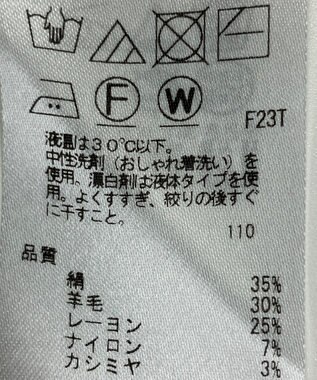 F
W
F23T
液温は30℃以下。
中性洗剤（おしゃれ着洗い）を
使用。漂白剤は液体タイプを使
用。よくすすぎ、絞りの後すぐ
に干すこと。
110
品質
絹 35%
羊毛 30%
レーヨン 25%
ナイロン 7%
カシミヤ 3%